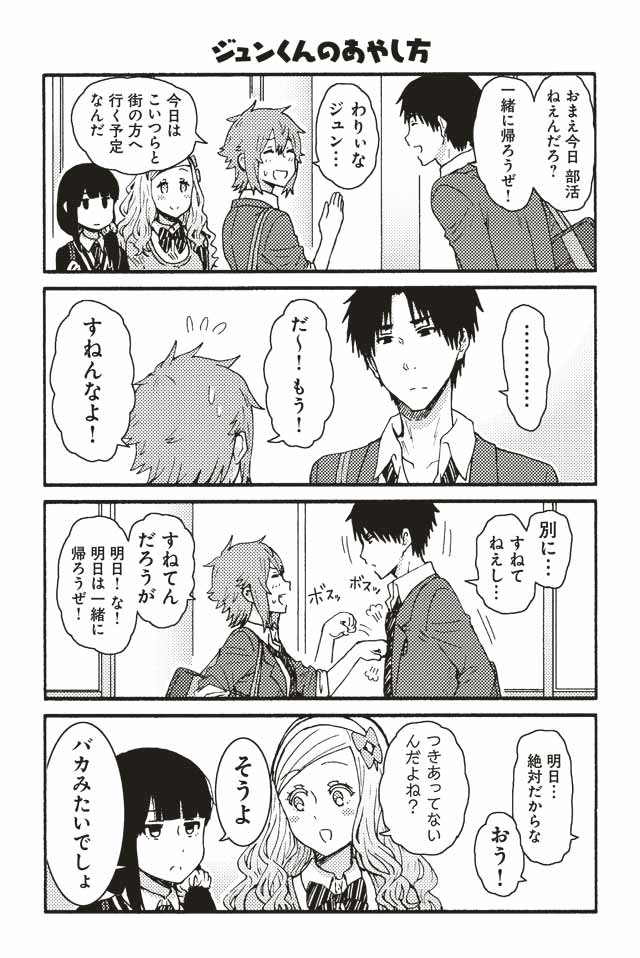 ジュンくんのあやし方
おまえ今日 部活
ねぇんだろ?
一緒に帰ろうぜ!
わりぃな
ジュン…
今日は
こいつらと
街の方へ
行く予定
なんだ
…………
だ〜! もう!
すねんなよ!
別に…
すねて
ねぇし…
ボスッ
ボスッ
すねてん
だろうが
明日! な!
明日は一緒に
帰ろうぜ!
明日…
絶対だからな
おう!
つきあってない
んだよね?
そうよ
バカみたいでしょ